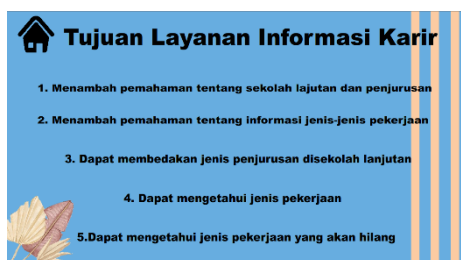 Tujuan Layanan Informasi Karir
1. Menambah pemahaman tentang sekolah lajutan dan penjurusan
2. Menambah pemahaman tentang informasi jenis-jenis pekerjaan
3. Dapat membedakan jenis penjurusan disekolah lanjutan
4. Dapat mengetahui jenis pekerjaan
5.Dapat mengetahui jenis pekerjaan yang akan hilang